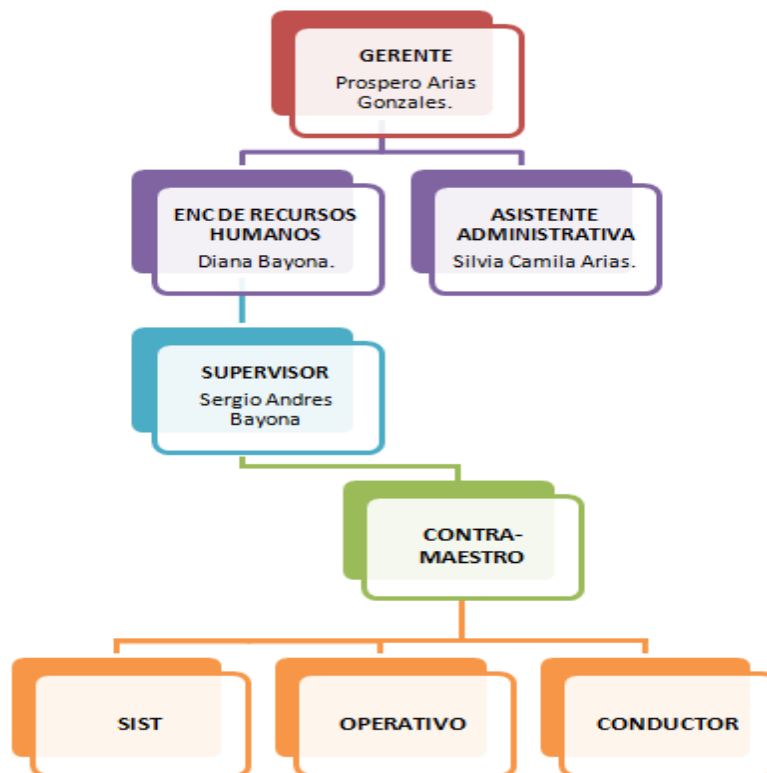 GERENTE
Prospero Arias
Gonzales.
ENC DE RECURSOS
HUMANOS
Diana Bayona.
ASISTENTE
ADMINISTRATIVA
Silvia Camila Arias.
SUPERVISOR
Sergio Andres
Bayona
CONTRA-
MAESTRO
SIST
OPERATIVO
CONDUCTOR